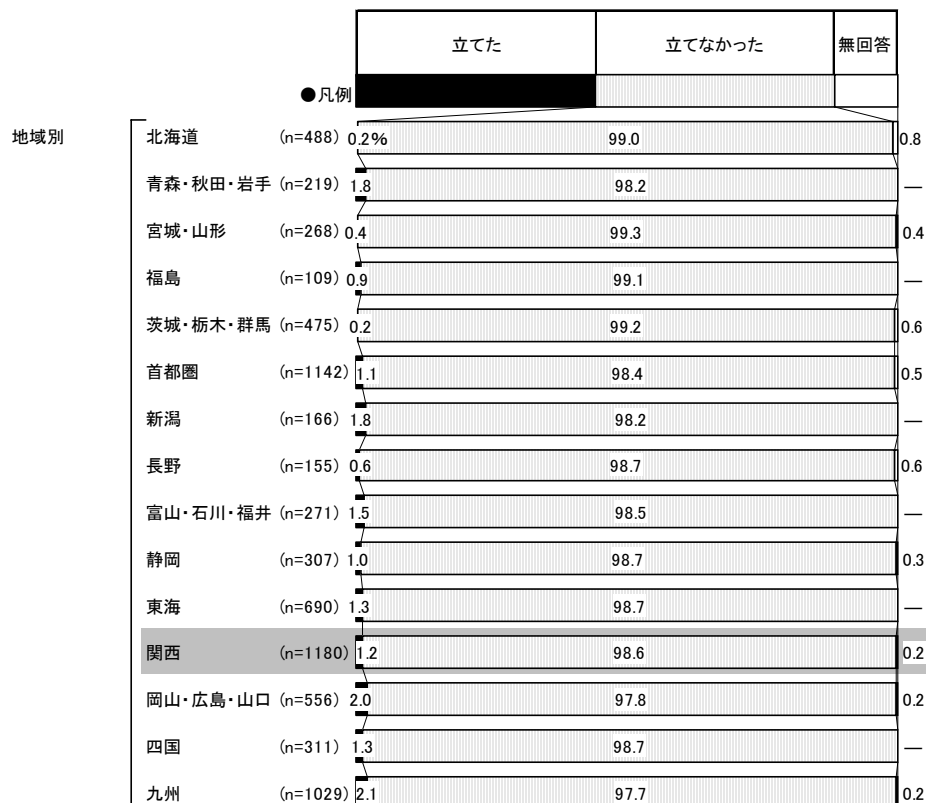 立てた 立てなかった 無回答
●凡例
地域別
北海道 (n=488) 0.2% 99.0 0.8
青森・秋田・岩手 (n=219) 1.8 98.2 ―
宮城・山形 (n=268) 0.4 99.3 0.4
福島 (n=109) 0.9 99.1 ―
茨城・栃木・群馬 (n=475) 0.2 99.2 0.6
首都圏 (n=1142) 1.1 98.4 0.5
新潟 (n=166) 1.8 98.2 ―
長野 (n=155) 0.6 98.7 0.6
富山・石川・福井 (n=271) 1.5 98.5 ―
静岡 (n=307) 1.0 98.7 0.3
東海 (n=690) 1.3 98.7 ―
関西 (n=1180) 1.2 98.6 0.2
岡山・広島・山口 (n=556) 2.0 97.8 0.2
四国 (n=311) 1.3 98.7 ―
九州 (n=1029) 2.1 97.7 0.2